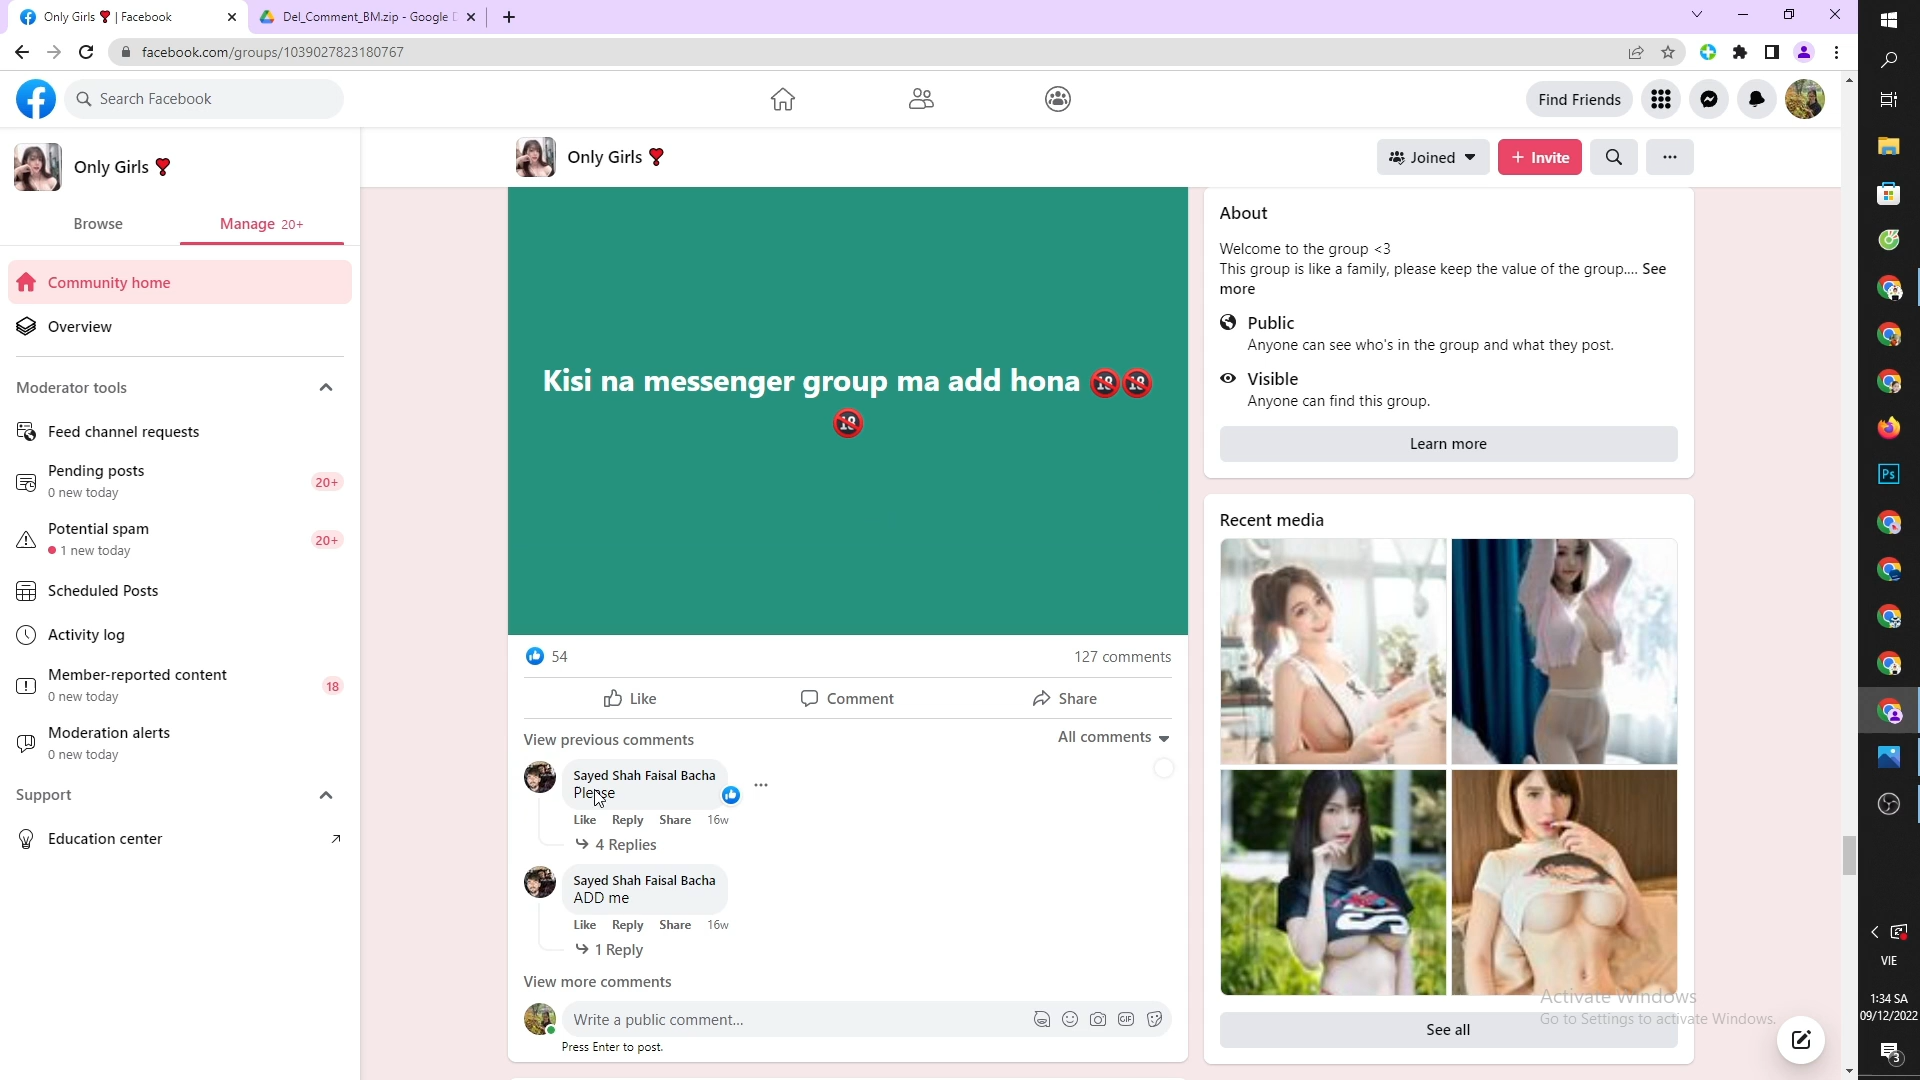 Only Girls ❣ | Facebook
Del_Comment_BM.zip - Google D
facebook.com/groups/1039027823180767
Search Facebook
Find Friends
Only Girls ❣
Browse
Manage 20+
Community home
Overview
Moderator tools
Feed channel requests
Pending posts
0 new today
20+
Potential spam
1 new today
20+
Scheduled Posts
Activity log
Member-reported content
0 new today
18
Moderation alerts
0 new today
Support
Education center
Only Girls ❣
Joined
+ Invite
Kisi na messenger group ma add hona 🔞🔞
🔞
54
127 comments
Like
Comment
Share
View previous comments
All comments
Sayed Shah Faisal Bacha
Please
Like Reply Share 16w
4 Replies
Sayed Shah Faisal Bacha
ADD me
Like Reply Share 16w
1 Reply
View more comments
Write a public comment...
GIF
Press Enter to post.
About
Welcome to the group <3
This group is like a family, please keep the value of the group.... See
more
Public
Anyone can see who's in the group and what they post.
Visible
Anyone can find this group.
Learn more
Recent media
See all
Activate Windows
Go to Settings to activate Windows.
Ps
VIE
1:34 SA
09/12/2022
3